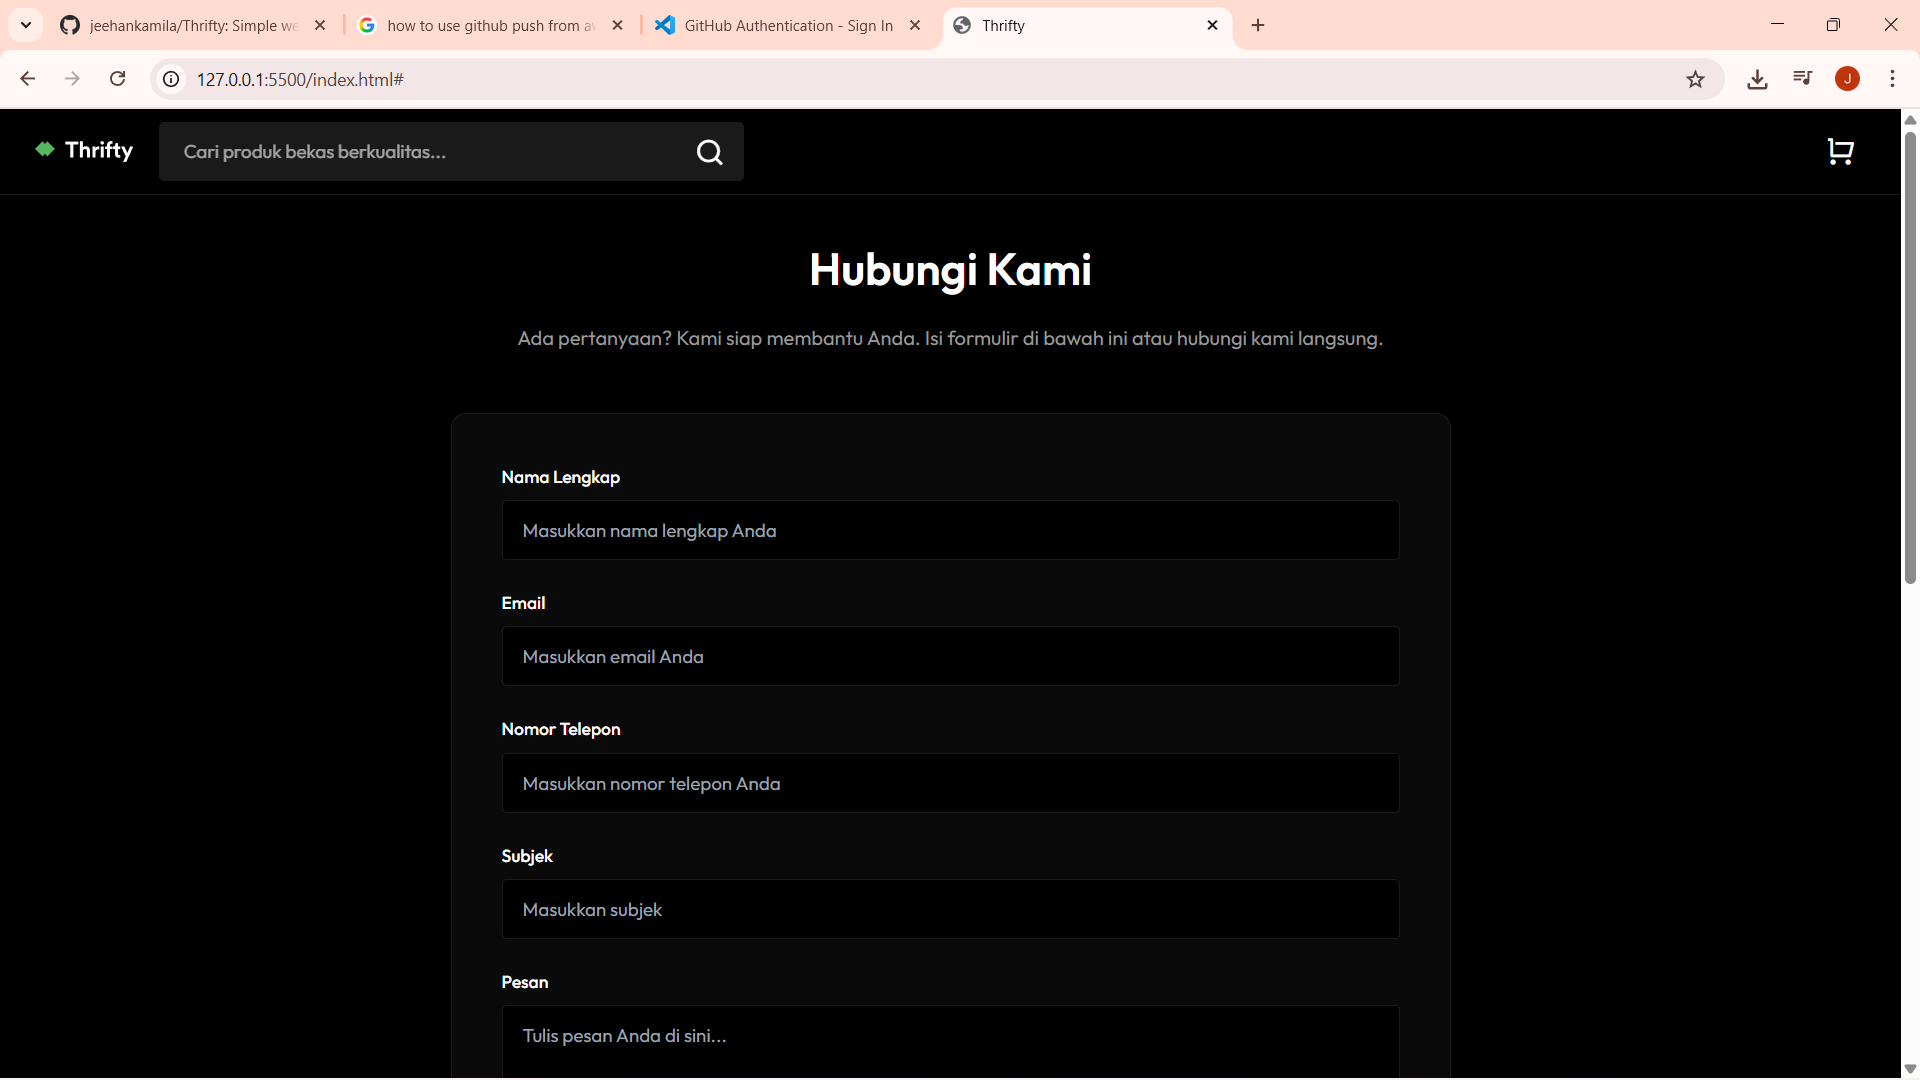 jeehankamila/Thrifty: Simple we
how to use github push from a
GitHub Authentication - Sign In
Thrifty
127.0.0.1:5500/index.html#
J
Thrifty
Cari produk bekas berkualitas...
Hubungi Kami
Ada pertanyaan? Kami siap membantu Anda. Isi formulir di bawah ini atau hubungi kami langsung.
Nama Lengkap
Masukkan nama lengkap Anda
Email
Masukkan email Anda
Nomor Telepon
Masukkan nomor telepon Anda
Subjek
Masukkan subjek
Pesan
Tulis pesan Anda di sini...